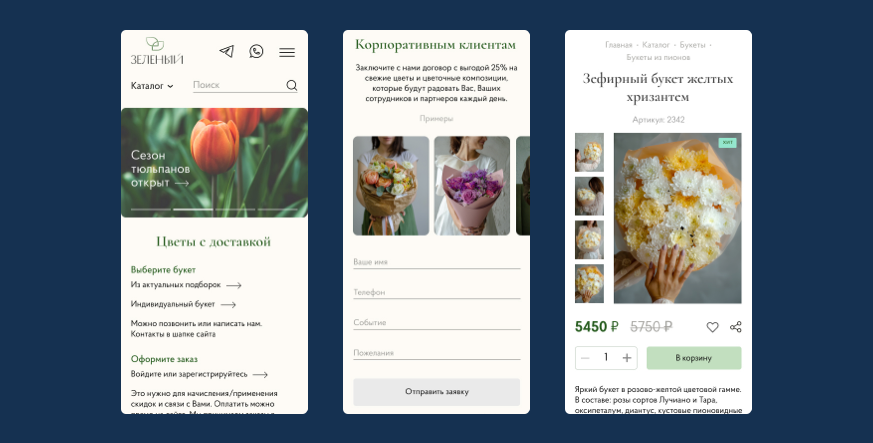 ЗЕЛЕНЫЙ
Каталог
Поиск
Сезон
тюльпанов
открыт
Цветы с доставкой
Выберите букет
Из актуальных подборок
Индивидуальный букет
Можно позвонить или написать нам.
Контакты в шапке сайта
Оформите заказ
Войдите или зарегистрируйтесь
Это нужно для начисления/применения
скидок и связи с Вами. Оплатить можно
Корпоративным клиентам
Заключите с нами договор с выгодой 25% на
свежие цветы и цветочные композиции,
которые будут радовать Вас, Ваших
сотрудников и партнеров каждый день.
Примеры
Ваше имя
Телефон
Событие
Пожелания
Отправить заявку
Главная - Каталог - Букеты -
Букеты из пионов
Зефирный букет желтых
хризантем
Артикул: 2342
ХИТ
5450 ₽ 5750 ₽
1
В корзину
Яркий букет в розово-желтой цветовой гамме.
В составе: розы сортов Лучиано и Тара,
оксипеталум, диантус, кустовые пионовидные